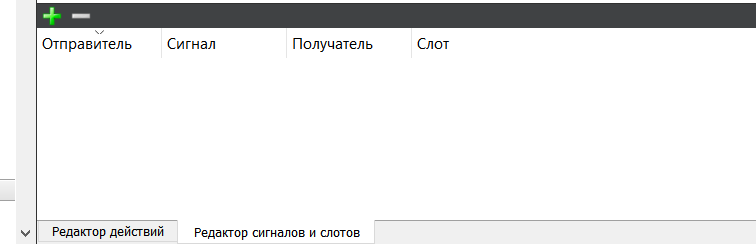 Отправитель Сигнал Получатель Слот
Редактор действий Редактор сигналов и слотов